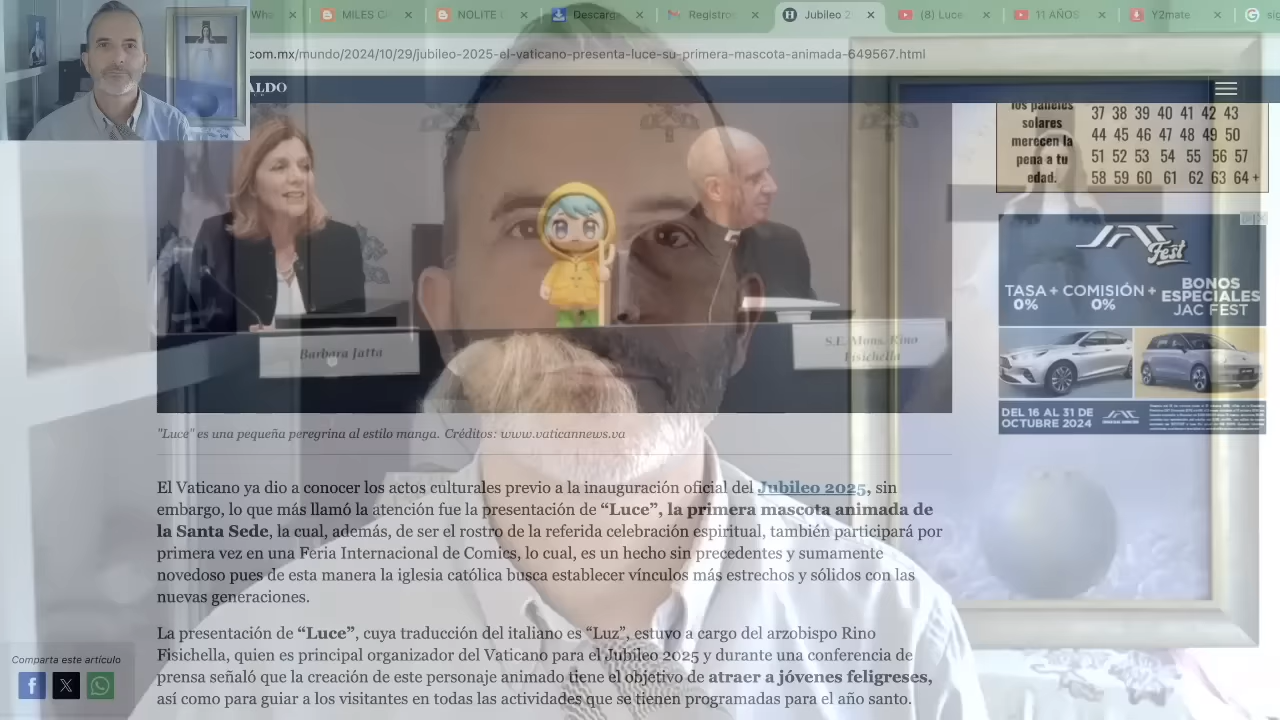 Wha
MILES C
NOLITE
Descarg
Registro
Jubileo 2
(8) Luce
11 AÑOS
Y2mate
sig
com.mx/mundo/2024/10/29/jubileo-2025-el-vaticano-presenta-luce-su-primera-mascota-animada-649567.html
ALDO
los paneles
solares
merecen la
pena a tu
edad.
37 38 39 40 41 42 43
44 45 46 47 48 49 50
51 52 53 54 55 56 57
58 59 60 61 62 63 64 +
JAC Fest
TASA + COMISIÓN +
0% 0%
BONOS
ESPECIALES
JAC FEST
DEL 16 AL 31 DE
OCTUBRE 2024
JAC
Barbara Jatta
S.E. Mons. Rino
Fisichella
"Luce" es una pequeña peregrina al estilo manga. Créditos: www.vaticannews.va
El Vaticano ya dio a conocer los actos culturales previo a la inauguración oficial del Jubileo 2025, sin
embargo, lo que más llamó la atención fue la presentación de “Luce”, la primera mascota animada de
la Santa Sede, la cual, además, de ser el rostro de la referida celebración espiritual, también participará por
primera vez en una Feria Internacional de Comics, lo cual, es un hecho sin precedentes y sumamente
novedoso pues de esta manera la iglesia católica busca establecer vínculos más estrechos y sólidos con las
nuevas generaciones.
La presentación de “Luce”, cuya traducción del italiano es “Luz”, estuvo a cargo del arzobispo Rino
Fisichella, quien es principal organizador del Vaticano para el Jubileo 2025 y durante una conferencia de
prensa señaló que la creación de este personaje animado tiene el objetivo de atraer a jóvenes feligreses,
así como para guiar a los visitantes en todas las actividades que se tienen programadas para el año santo.
Comparta este artículo